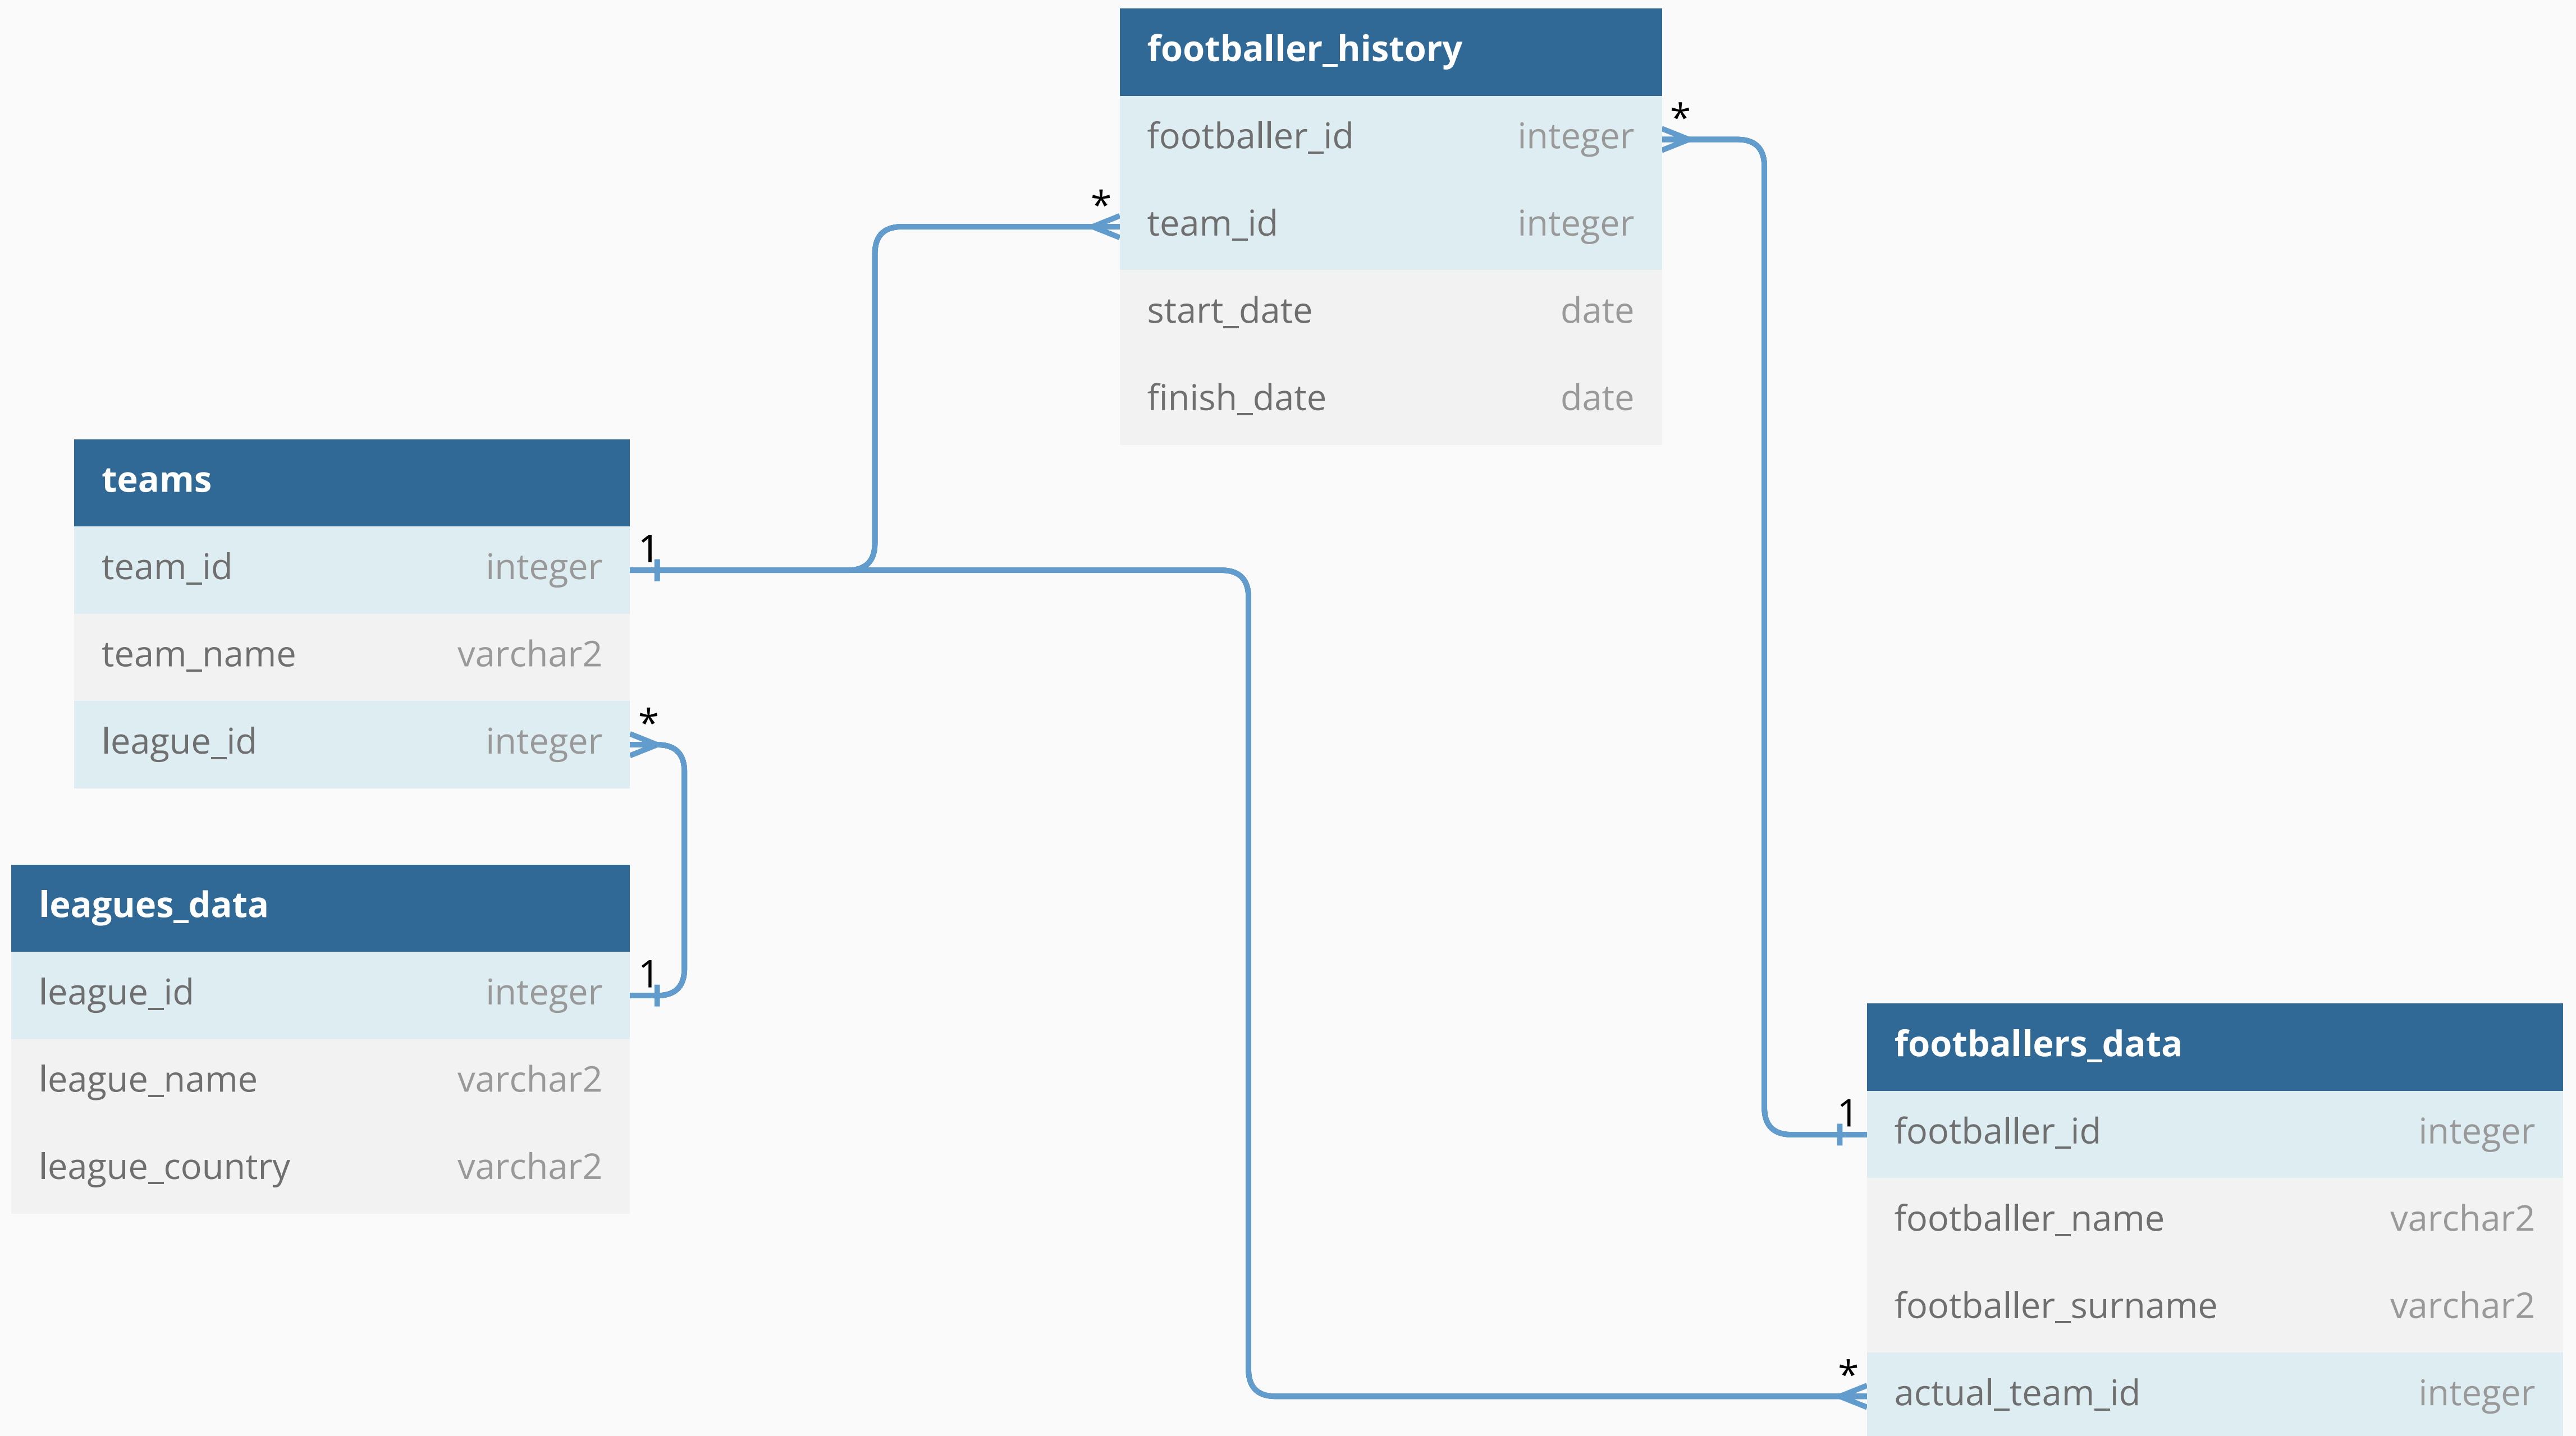 footballer_history
footballer_id integer
team_id integer
start_date date
finish_date date
*
*
teams
team_id integer
team_name varchar2
league_id integer
1
*
leagues_data
league_id integer
league_name varchar2
league_country varchar2
1
footballers_data
footballer_id integer
footballer_name varchar2
footballer_surname varchar2
actual_team_id integer
1
*